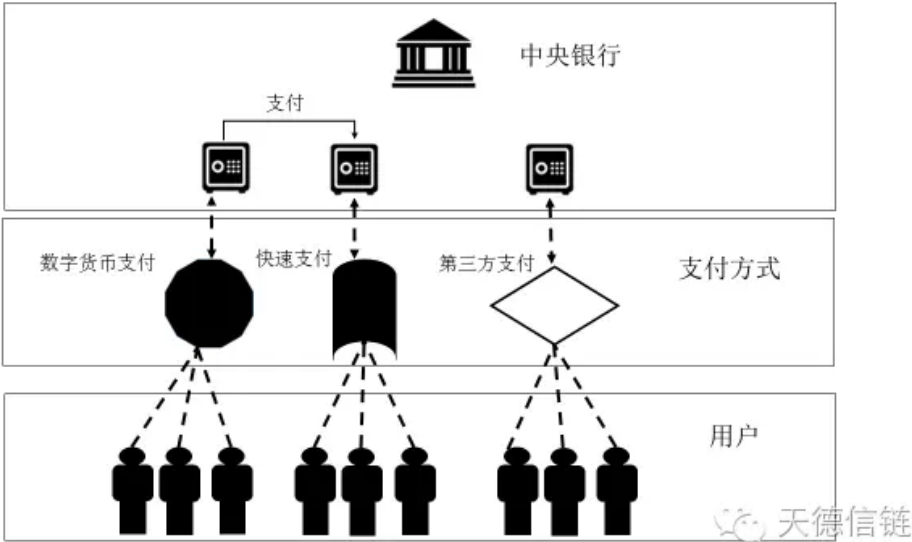 中央银行
支付
数字货币支付
快速支付
第三方支付
支付方式
用户
天德信链